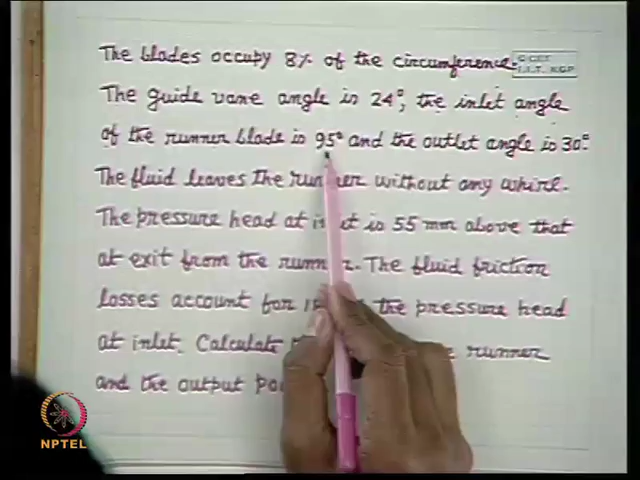 The blades occupy 8% of the circumference.
The guide vane angle is 24°, the inlet angle
of the runner blade is 95° and the outlet angle is 30°.
The fluid leaves the runner without any whirl.
The pressure head at is 55 mm above that
at exit from the runner. The fluid friction
losses account for the pressure head
at inlet. Calculate runner
and the output
I.I.T. KGP
NPTEL